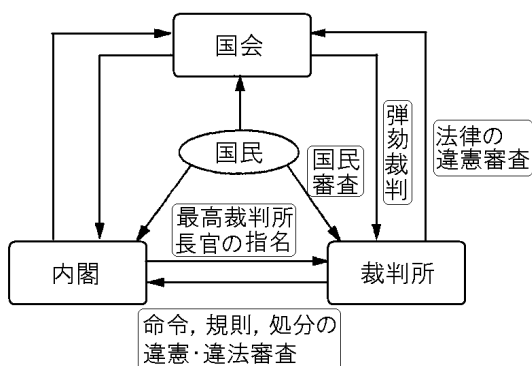 国会
国民
国民
審査
弾劾裁判
法律の
違憲審査
最高裁判所
長官の指名
内閣
裁判所
命令, 規則, 処分の
違憲・違法審査